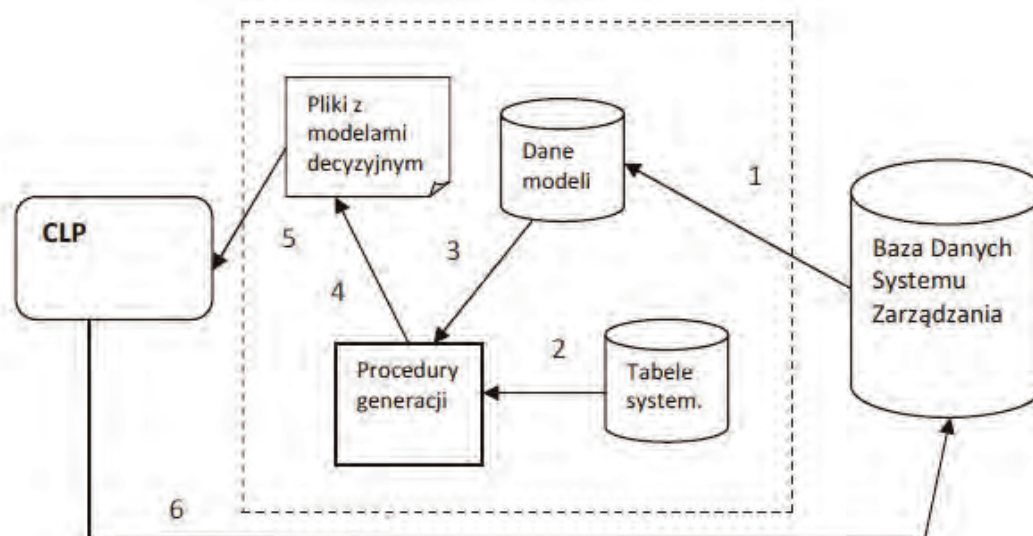 Pliki z
modelami
decyzyjnym
Dane
modeli
1
CLP
5
3
Baza Danych
Systemu
Zarządzania
4
2
Procedury
generacji
Tabele
system.
6